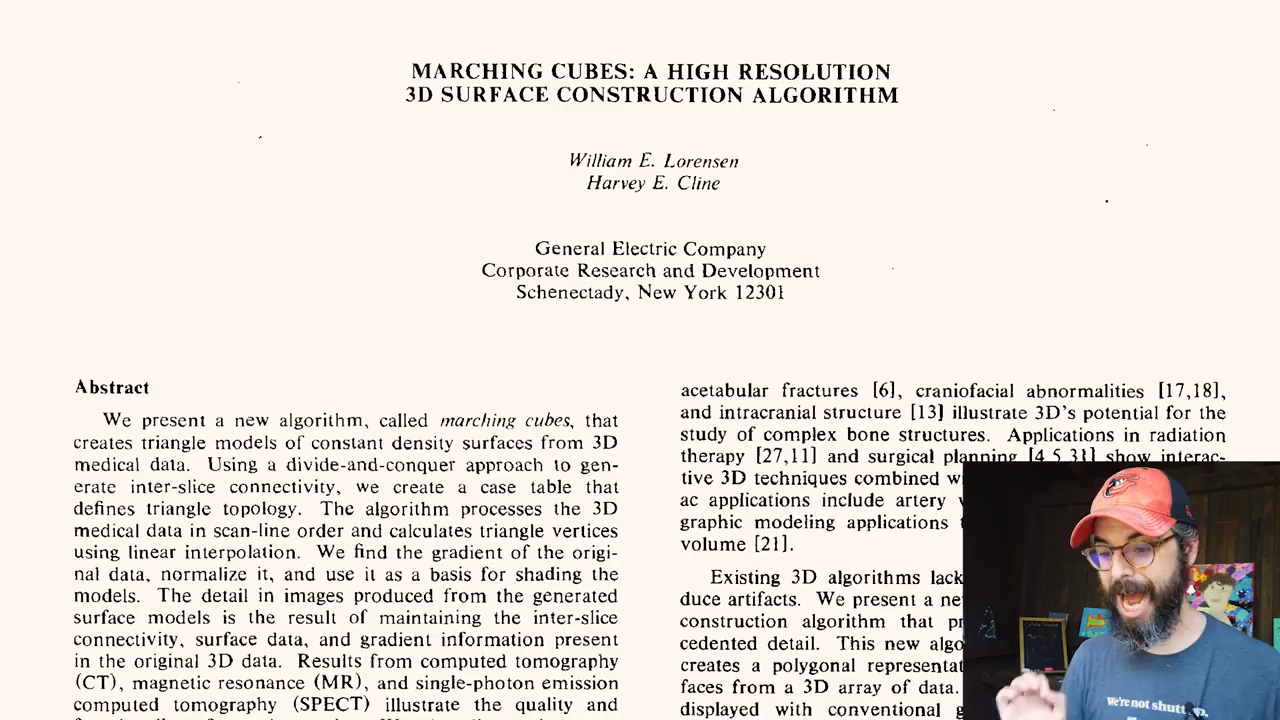 MARCHING CUBES: A HIGH RESOLUTION
3D SURFACE CONSTRUCTION ALGORITHM
William E. Lorensen
Harvey E. Cline
General Electric Company
Corporate Research and Development
Schenectady, New York 12301
Abstract
We present a new algorithm, called marching cubes, that
creates triangle models of constant density surfaces from 3D
medical data. Using a divide-and-conquer approach to gen-
erate inter-slice connectivity, we create a case table that
defines triangle topology. The algorithm processes the 3D
medical data in scan-line order and calculates triangle vertices
using linear interpolation. We find the gradient of the origi-
nal data, normalize it, and use it as a basis for shading the
models. The detail in images produced from the generated
surface models is the result of maintaining the inter-slice
connectivity, surface data, and gradient information present
in the original 3D data. Results from computed tomography
(CT), magnetic resonance (MR), and single-photon emission
computed tomography (SPECT) illustrate the quality and
acetabular fractures [6], craniofacial abnormalities [17,18],
and intracranial structure [13] illustrate 3D's potential for the
study of complex bone structures. Applications in radiation
therapy [27,11] and surgical planning [4,5,31] show interac-
tive 3D techniques combined
ac applications include artery
graphic modeling applications
volume [21].
Existing 3D algorithms lack
duce artifacts. We present a
construction algorithm that
cedented detail. This new
creates a polygonal
faces from a 3D array of data.
displayed with conventional
We're not